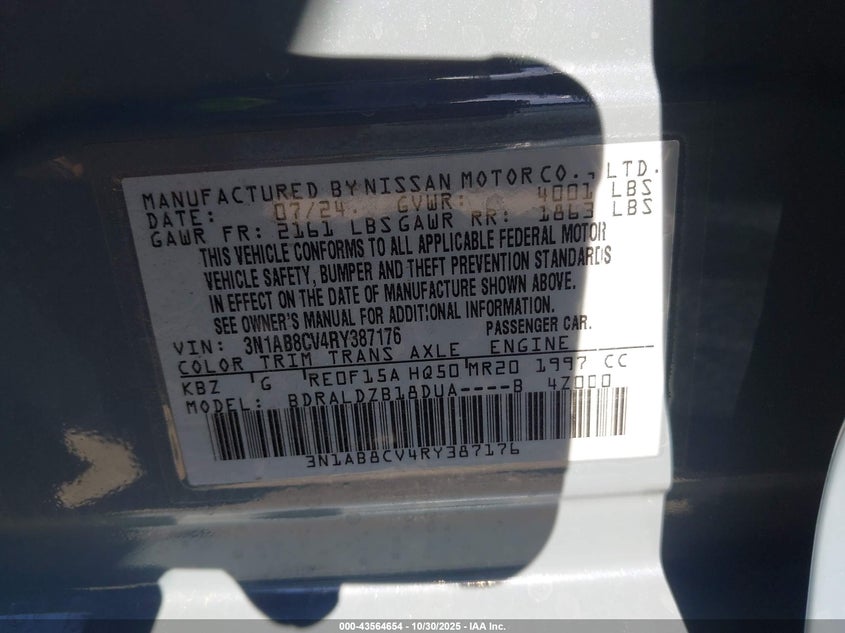 MANUFACTURED BY NISSAN MOTOR CO., LTD.
DATE: 07/24 GVWR: 4001 LBS
GAWR FR: 2161 LBS GAWR RR: 1863 LBS
THIS VEHICLE CONFORMS TO ALL APPLICABLE FEDERAL MOTOR
VEHICLE SAFETY, BUMPER AND THEFT PREVENTION STANDARDS
IN EFFECT ON THE DATE OF MANUFACTURE SHOWN ABOVE.
SEE OWNER'S MANUAL FOR ADDITIONAL INFORMATION.
VIN: 3N1AB8CV4RY387176 PASSENGER CAR.
COLOR TRIM TRANS AXLE ENGINE
KBZ G RE0F15A HQ50 MR20 1997 CC
MODEL: BDRALDZB18DUA----B 4Z000
3N1AB8CV4RY387176
000-43564654 | 10/30/2025 - IAA Inc.